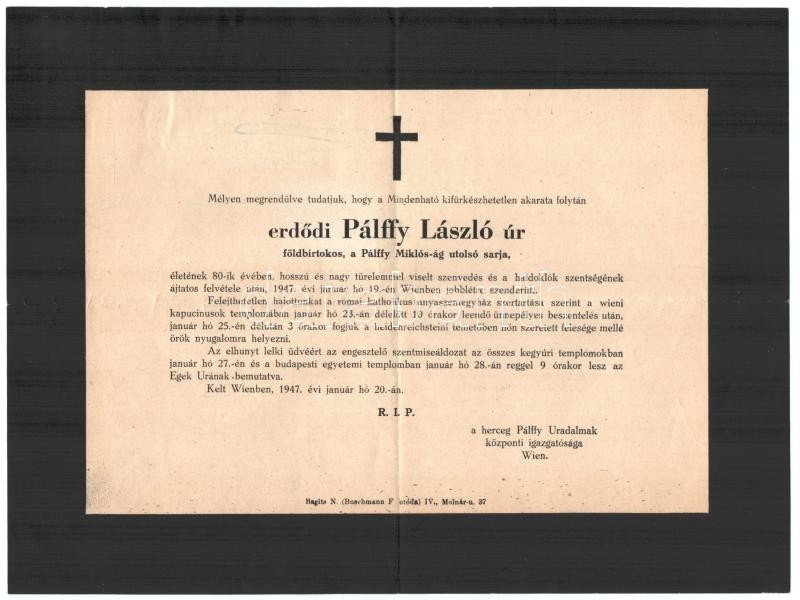 Mélyen megrendülve tudatjuk, hogy a Mindenható kifürkészhetetlen akarata folytán
erdődi Pálffy László úr
földbirtokos, a Pálffy Miklós-ág utolsó sarja,
életének 80-ik évében, hosszú és nagy türelemmel viselt szenvedés és a haldoklók szentségének
ájtatos felvétele után, 1947. évi január hó 19.-én Wienben jobblétre szenderült.
Felejthetetlen halottunkat a római katholikus anyaszentegyház szertartási szerint a wieni
kapucinusok templomában január hó 23.-án délelőtt 10 órakor leendő ünnepélyes beszentelés után,
január hó 25.-én délután 3 órakor fogjuk a heidenreichsteini temetőben hőn szeretett felesége mellé
örök nyugalomra helyezni.
Az elhunyt lelki üdvéért az engesztelő szentmiseáldozat az összes kegyúri templomokban
január hó 27.-én és a budapesti egyetemi templomban január hó 28.-án reggel 9 órakor lesz az
Egek Urának bemutatva.
Kelt Wienben, 1947. évi január hó 20.-án.
R. I. P.
a herceg Pálffy Uradalmak
központi igazgatósága
Wien.
Sagits N. (Buschmann F utóda) IV., Molnár-u. 37